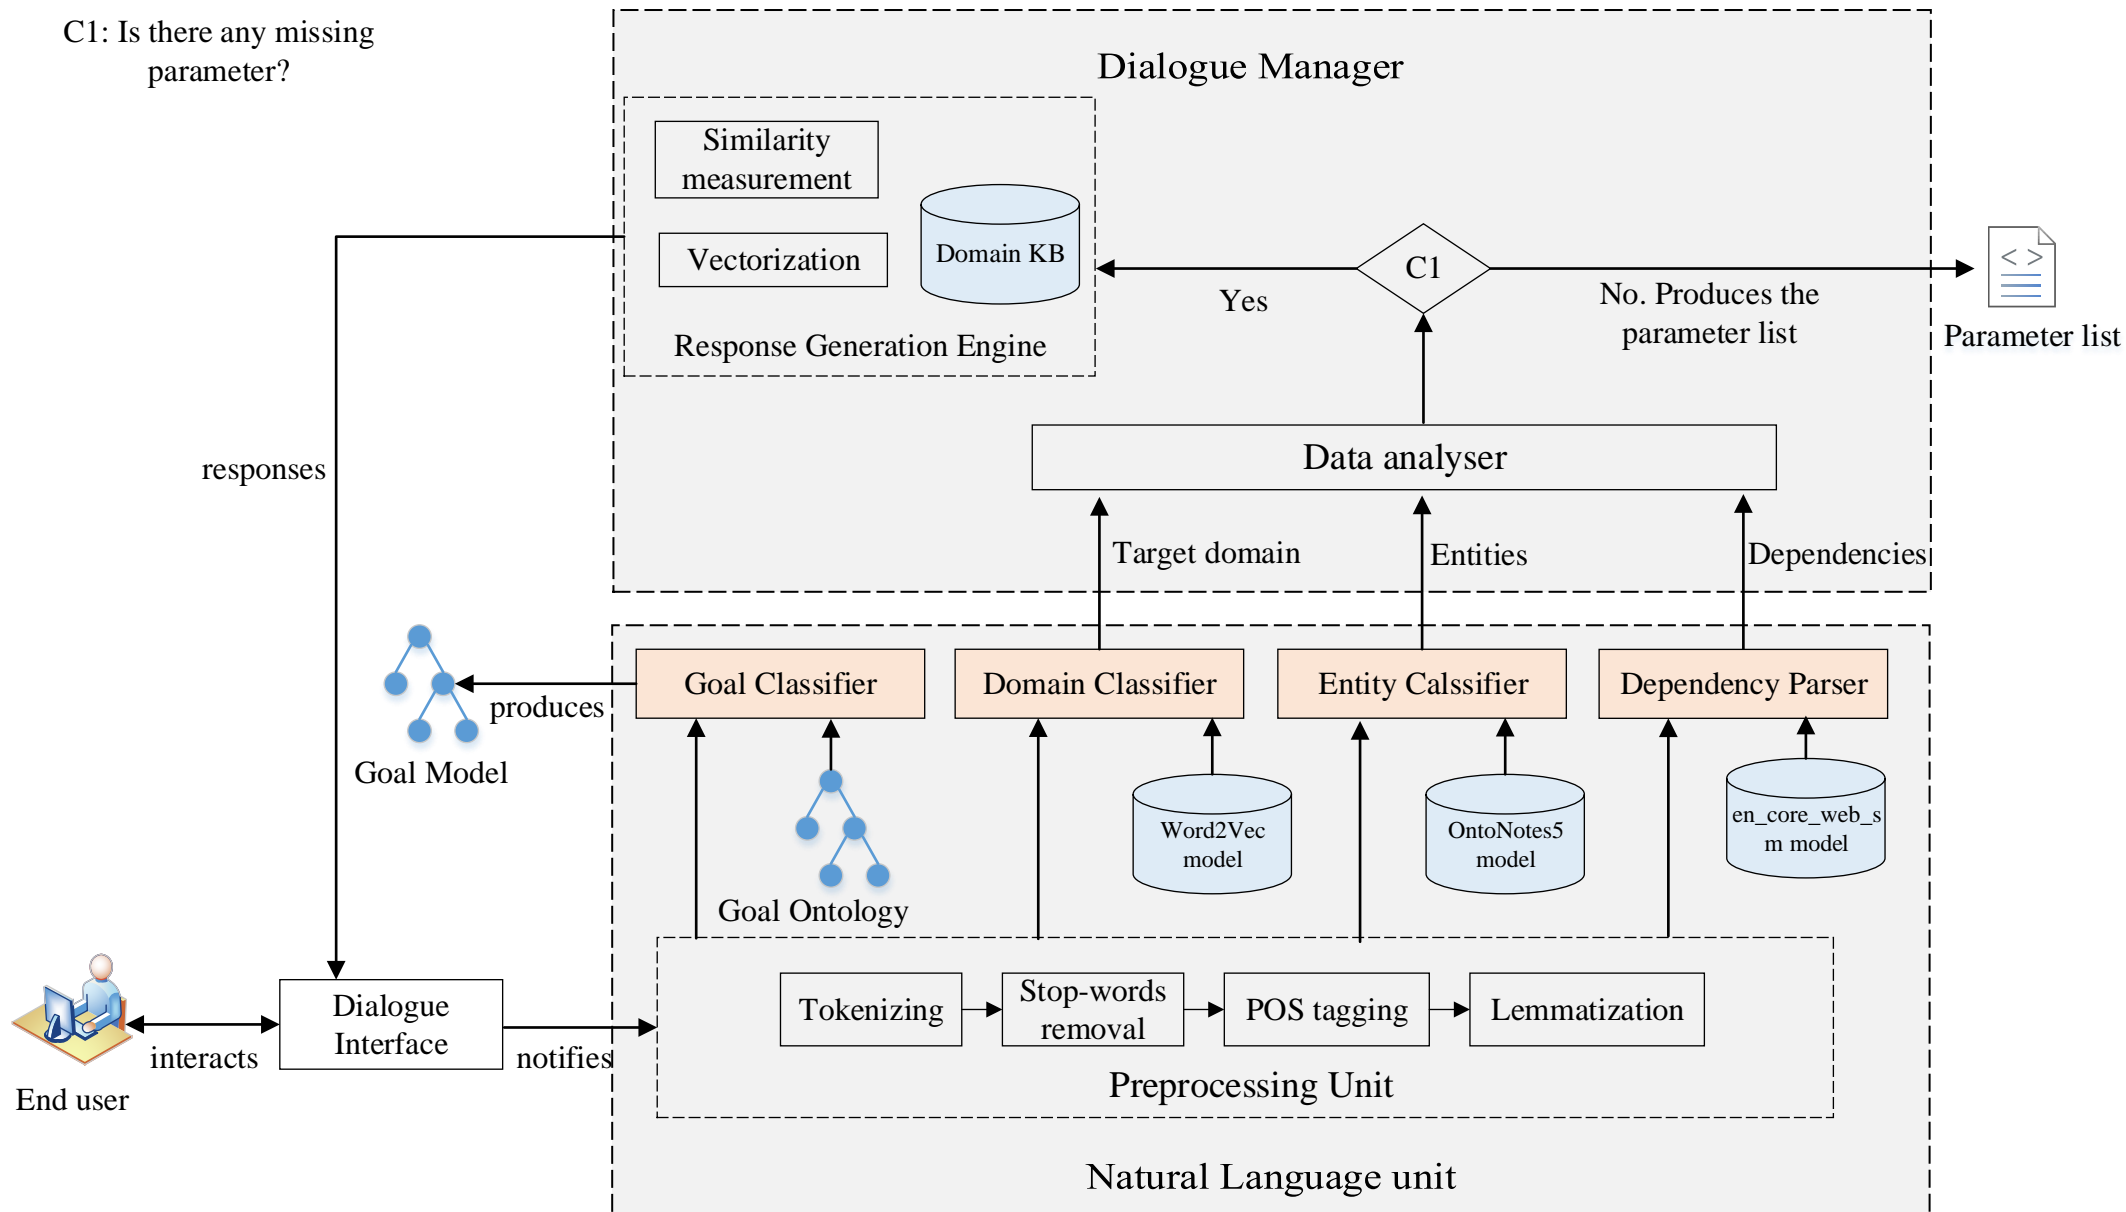 C1: Is there any missing
parameter?
Dialogue Manager
Similarity
measurement
Vectorization
Domain KB
Response Generation Engine
C1
Yes
No. Produces the
parameter list
Parameter list
Data analyser
responses
Target domain
Entities
Dependencies
Goal Classifier
Domain Classifier
Entity Calssifier
Dependency Parser
produces
Goal Model
Goal Ontology
Word2Vec
model
OntoNotes5
model
en_core_web_s
m model
Tokenizing
Stop-words
removal
POS tagging
Lemmatization
Preprocessing Unit
Dialogue
Interface
interacts
notifies
End user
Natural Language unit